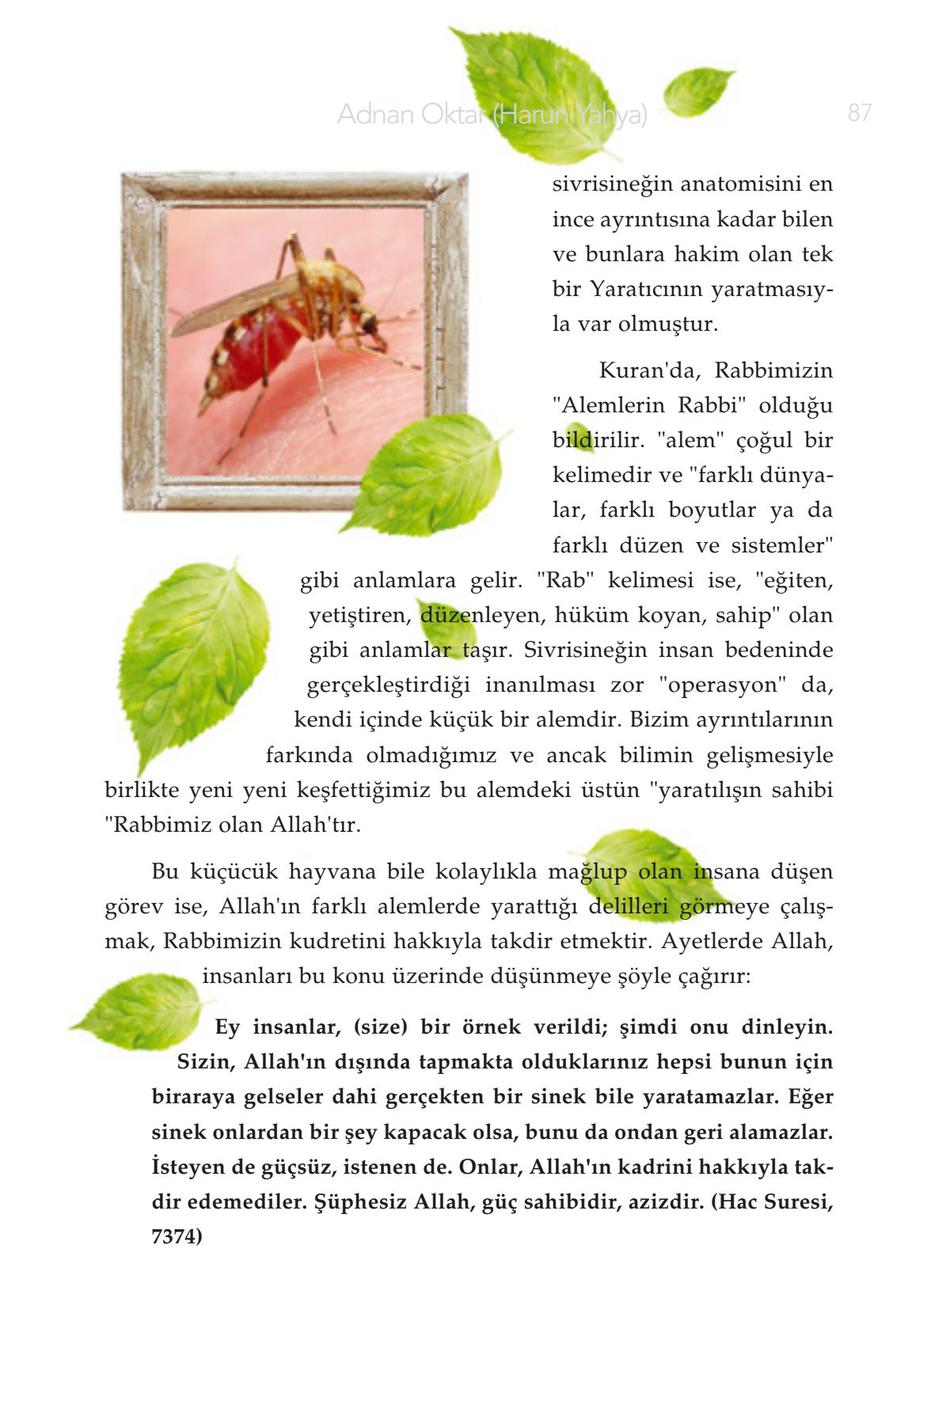 Adnan Oktar (Harun Yahya)
87
sivrisineğin anatomisini en
ince ayrıntısına kadar bilen
ve bunlara hakim olan tek
bir Yaratıcının yaratmasıy-
la var olmuştur.
Kuran'da, Rabbimizin
"Alemlerin Rabbi" olduğu
bildirilir. "alem" çoğul bir
kelimedir ve "farklı dünya-
lar, farklı boyutlar ya da
farklı düzen ve sistemler"
gibi anlamlara gelir. "Rab" kelimesi ise, "eğiten,
yetiştiren, düzenleyen, hüküm koyan, sahip" olan
gibi anlamlar taşır. Sivrisineğin insan bedeninde
gerçekleştirdiği inanılması zor "operasyon" da,
kendi içinde küçük bir alemdir. Bizim ayrıntılarının
farkında olmadığımız ve ancak bilimin gelişmesiyle
birlikte yeni yeni keşfettiğimiz bu alemdeki üstün "yaratılışın sahibi
"Rabbimiz olan Allah'tır.
Bu küçücük hayvana bile kolaylıkla mağlup olan insana düşen
görev ise, Allah'ın farklı alemlerde yarattığı delilleri görmeye çalış-
mak, Rabbimizin kudretini hakkıyla takdir etmektir. Ayetlerde Allah,
insanları bu konu üzerinde düşünmeye şöyle çağırır:
Ey insanlar, (size) bir örnek verildi; şimdi onu dinleyin.
Sizin, Allah'ın dışında tapmakta olduklarınız hepsi bunun için
biraraya gelseler dahi gerçekten bir sinek bile yaratamazlar. Eğer
sinek onlardan bir şey kapacak olsa, bunu da ondan geri alamazlar.
İsteyen de güçsüz, istenen de. Onlar, Allah'ın kadrini hakkıyla tak-
dir edemediler. Şüphesiz Allah, güç sahibidir, azizdir. (Hac Suresi,
7374)